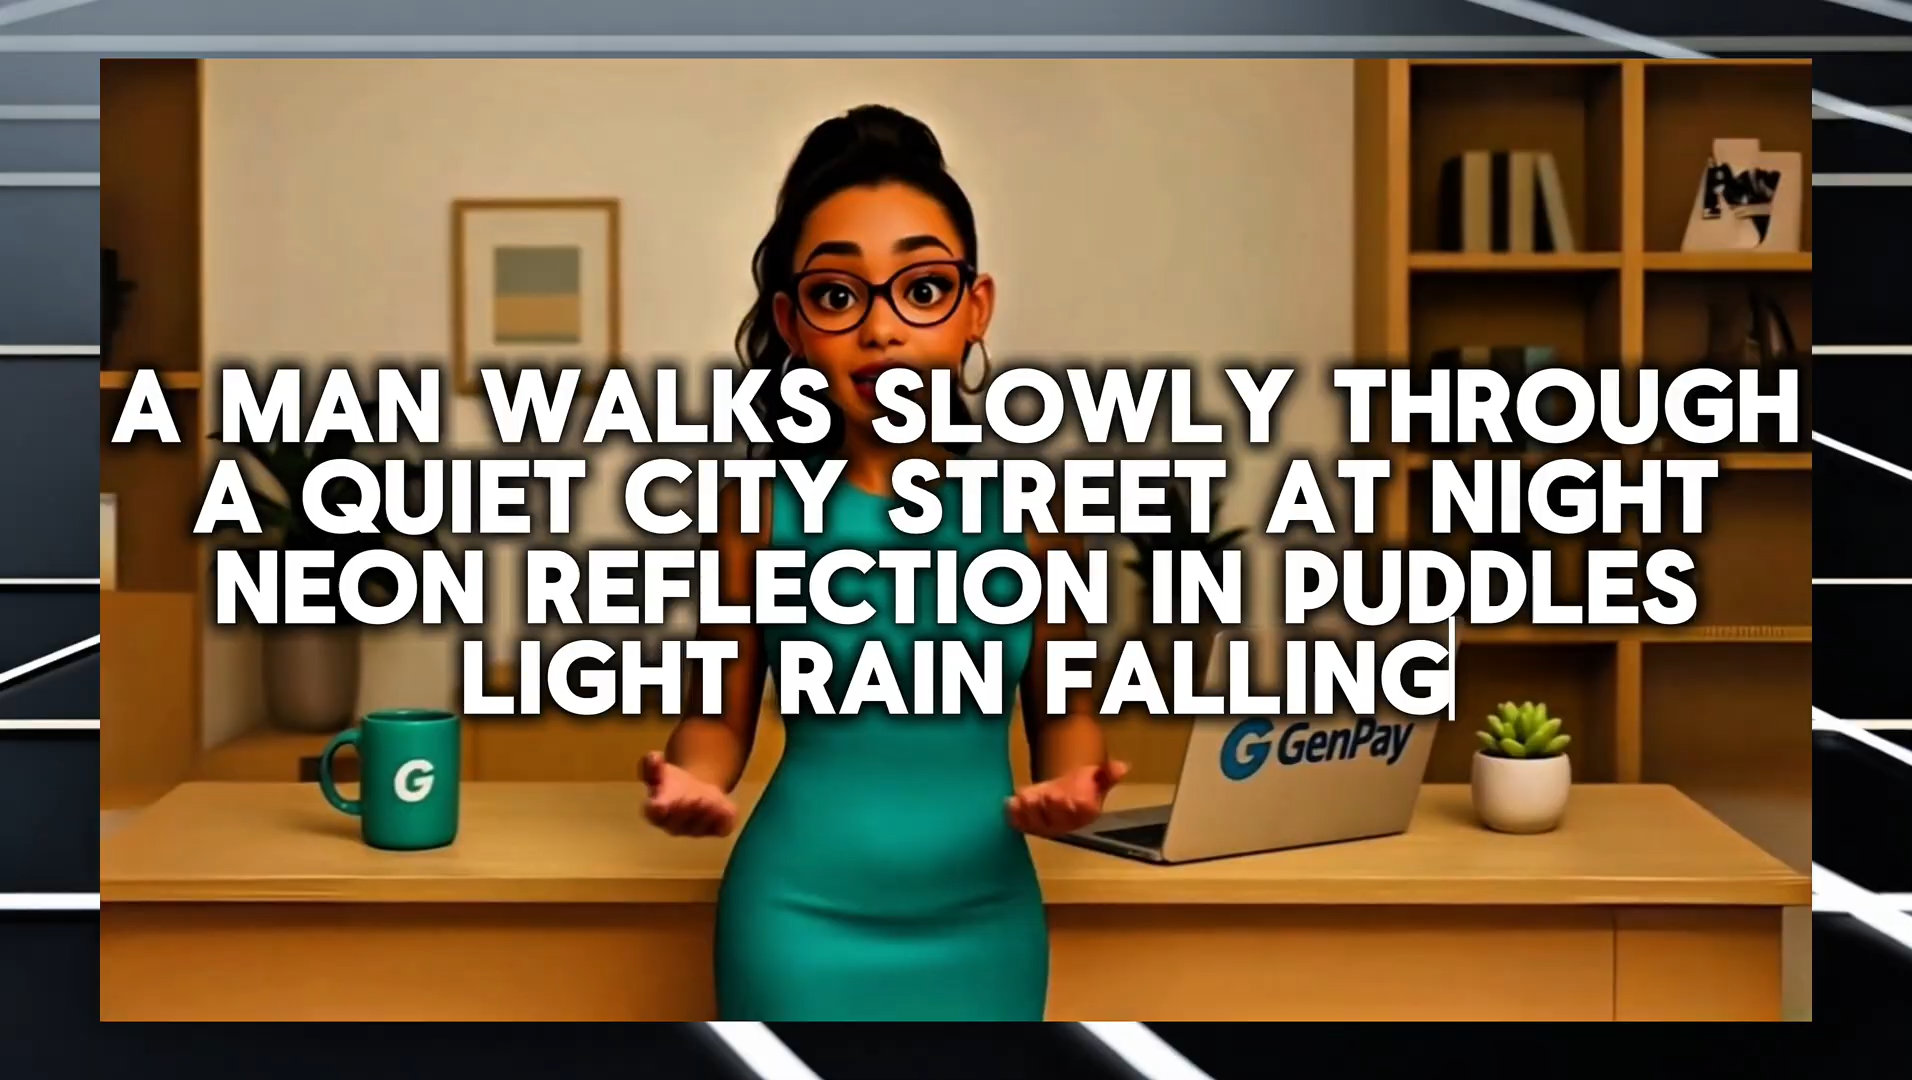 A MAN WALKS SLOWLY THROUGH
A QUIET CITY STREET AT NIGHT
NEON REFLECTION IN PUDDLES
LIGHT RAIN FALLING
G
G GenPay